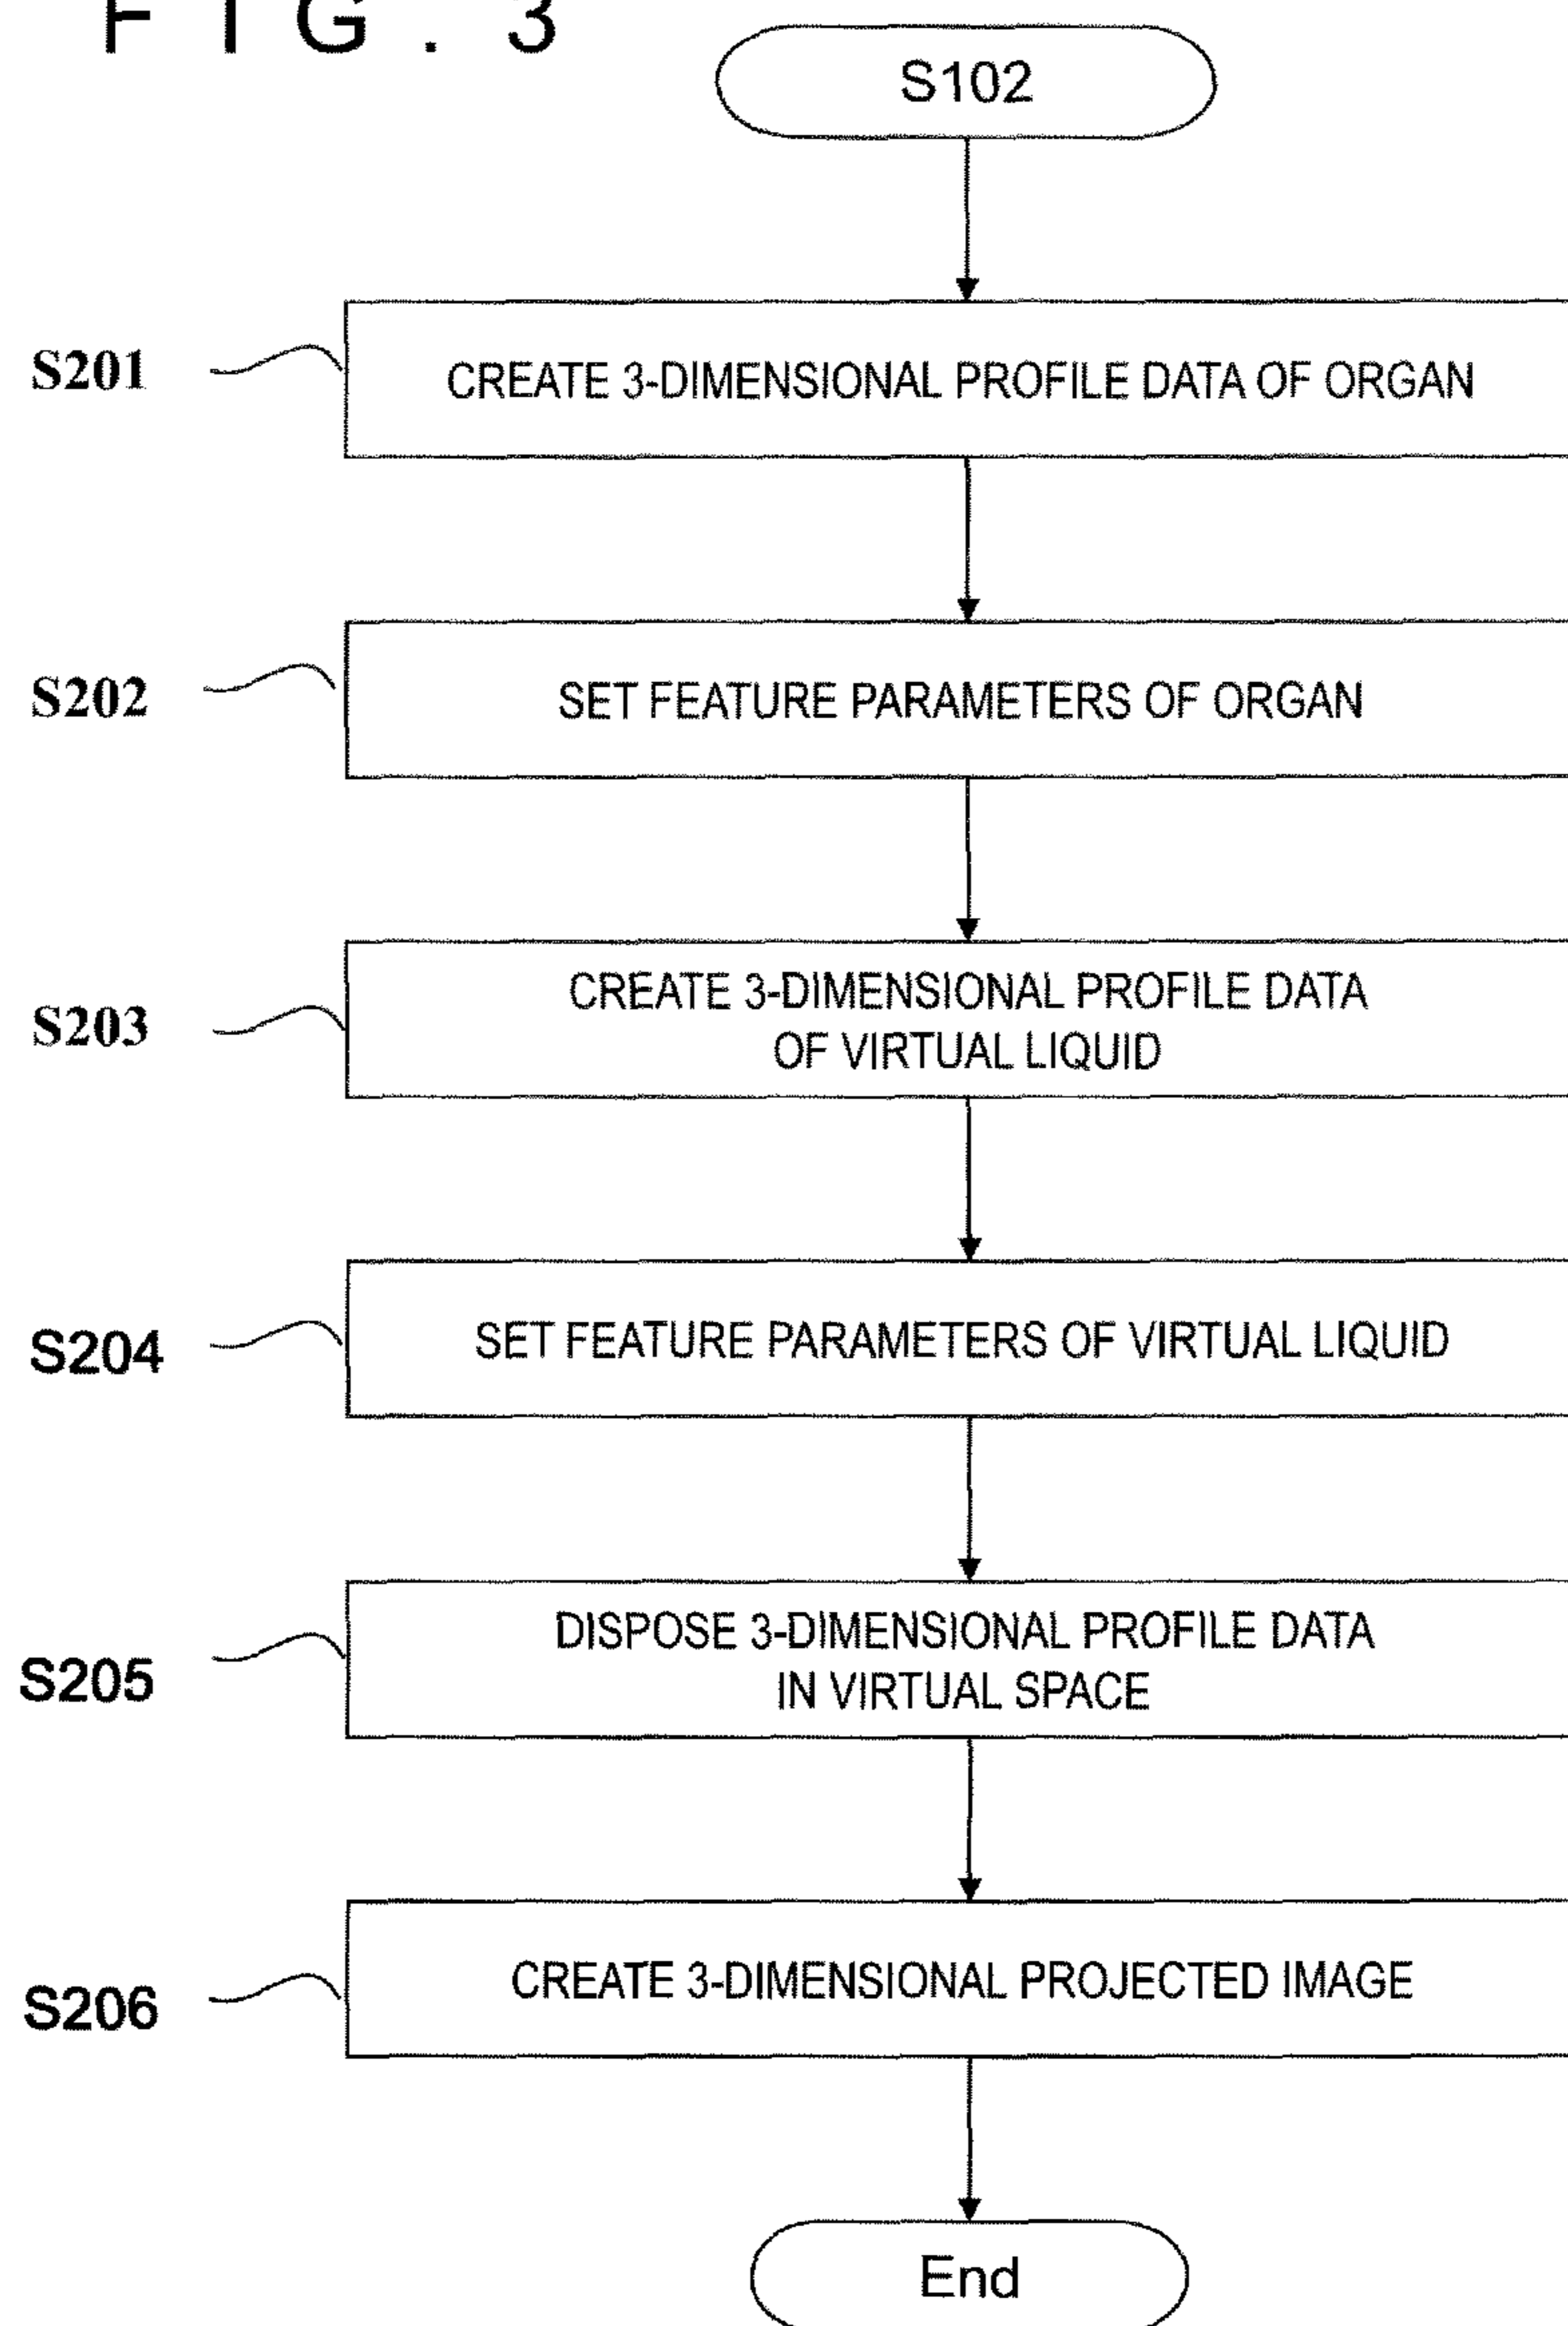 FIG. 3
S102
S201
CREATE 3-DIMENSIONAL PROFILE DATA OF ORGAN
S202
SET FEATURE PARAMETERS OF ORGAN
S203
CREATE 3-DIMENSIONAL PROFILE DATA
OF VIRTUAL LIQUID
S204
SET FEATURE PARAMETERS OF VIRTUAL LIQUID
S205
DISPOSE 3-DIMENSIONAL PROFILE DATA
IN VIRTUAL SPACE
S206
CREATE 3-DIMENSIONAL PROJECTED IMAGE
End